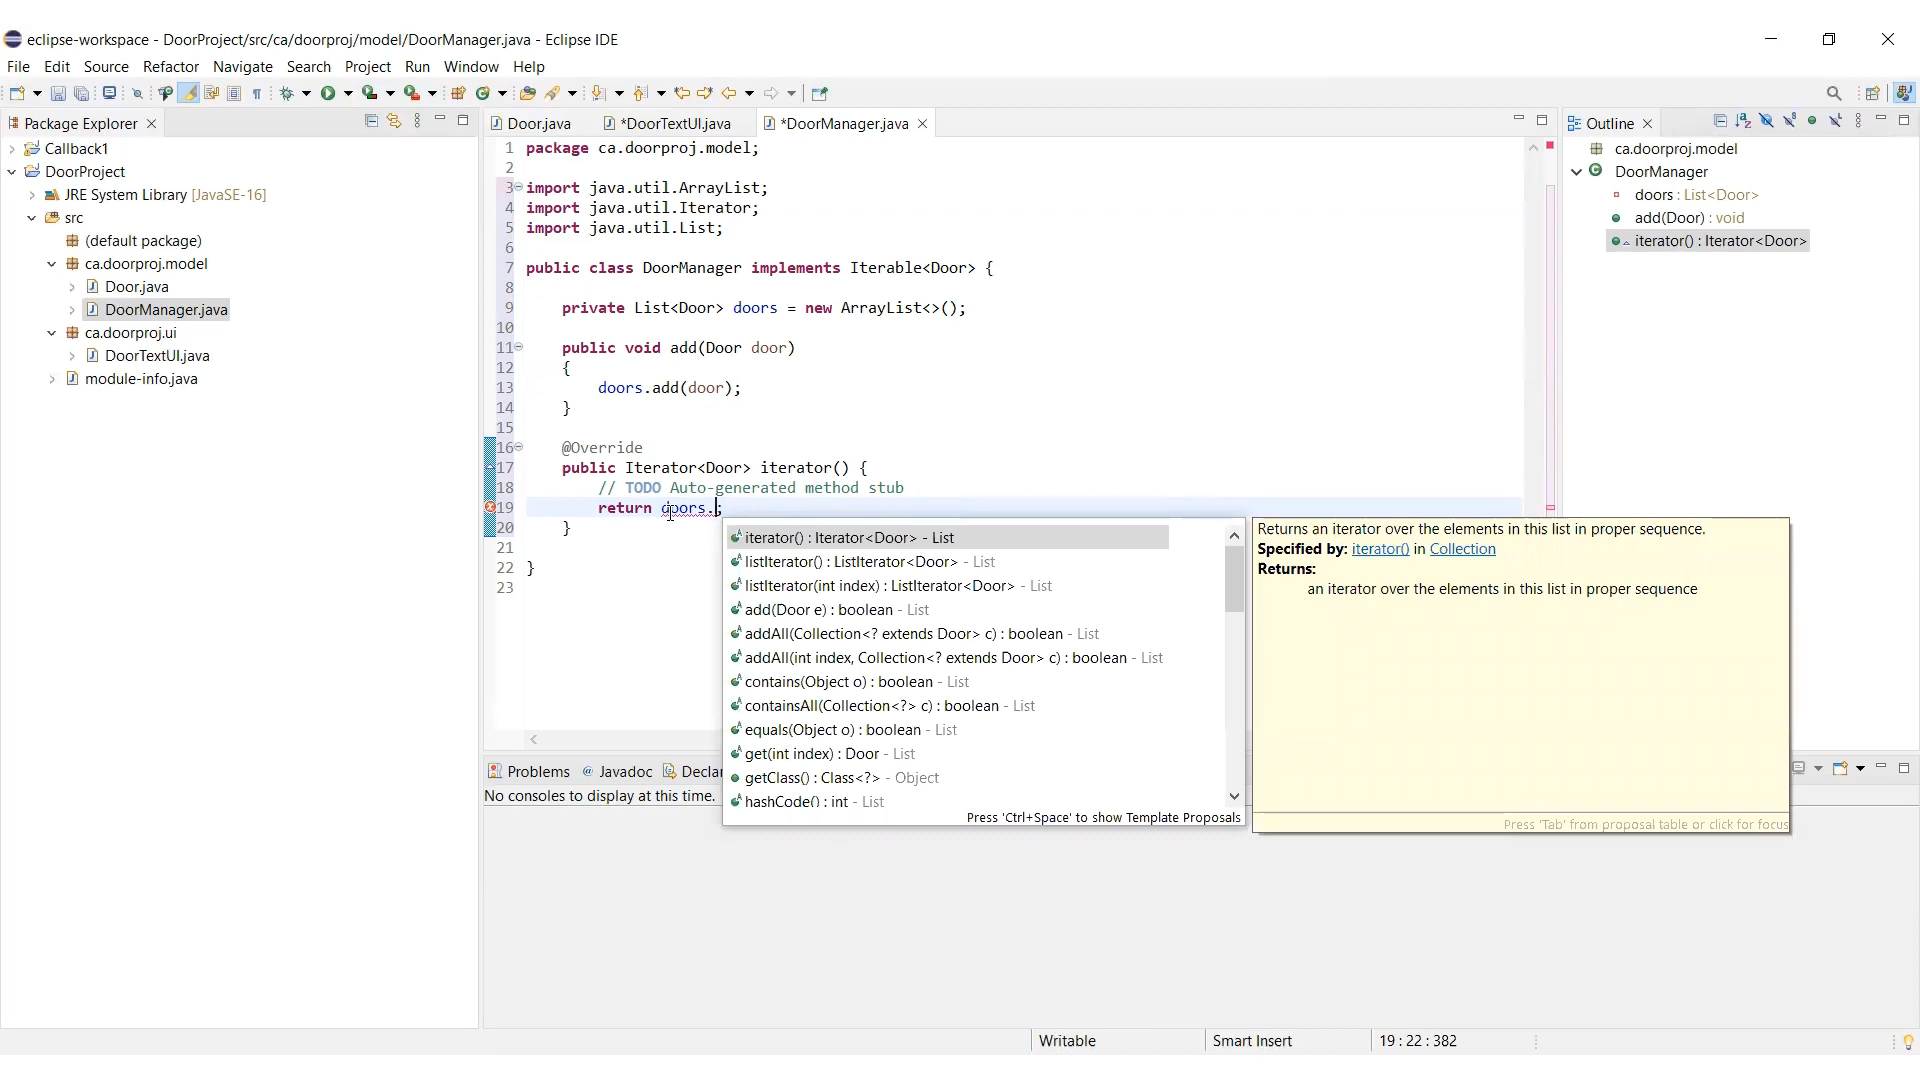 eclipse-workspace - DoorProject/src/ca/doorproj/model/DoorManager.java - Eclipse IDE
File Edit Source Refactor Navigate Search Project Run Window Help
Package Explorer
Callback1
DoorProject
JRE System Library [JavaSE-16]
src
(default package)
ca.doorproj.model
Door.java
DoorManager.java
ca.doorproj.ui
DoorTextUI.java
module-info.java
Door.java *DoorTextUI.java *DoorManager.java
1 package ca.doorproj.model;
2
3 import java.util.ArrayList;
4 import java.util.Iterator;
5 import java.util.List;
6
7 public class DoorManager implements Iterable<Door> {
8
9 private List<Door> doors = new ArrayList<>();
10
11 public void add(Door door)
12 {
13 doors.add(door);
14 }
15
16 @Override
17 public Iterator<Door> iterator() {
18 // TODO Auto-generated method stub
19 return doors.;
20 }
21
22 }
23
iterator() : Iterator<Door> - List
listIterator() : ListIterator<Door> - List
listIterator(int index) : ListIterator<Door> - List
add(Door e) : boolean - List
addAll(Collection<? extends Door> c) : boolean - List
addAll(int index, Collection<? extends Door> c) : boolean - List
contains(Object o) : boolean - List
containsAll(Collection<?> c) : boolean - List
equals(Object o) : boolean - List
get(int index) : Door - List
getClass() : Class<?> - Object
hashCode() : int - List
Press 'Ctrl+Space' to show Template Proposals
Returns an iterator over the elements in this list in proper sequence.
Specified by: iterator() in Collection
Returns:
an iterator over the elements in this list in proper sequence
Press 'Tab' from proposal table or click for focus
Outline
ca.doorproj.model
DoorManager
doors : List<Door>
add(Door) : void
iterator() : Iterator<Door>
Problems @ Javadoc Declar
No consoles to display at this time.
Writable Smart Insert 19 : 22 : 382